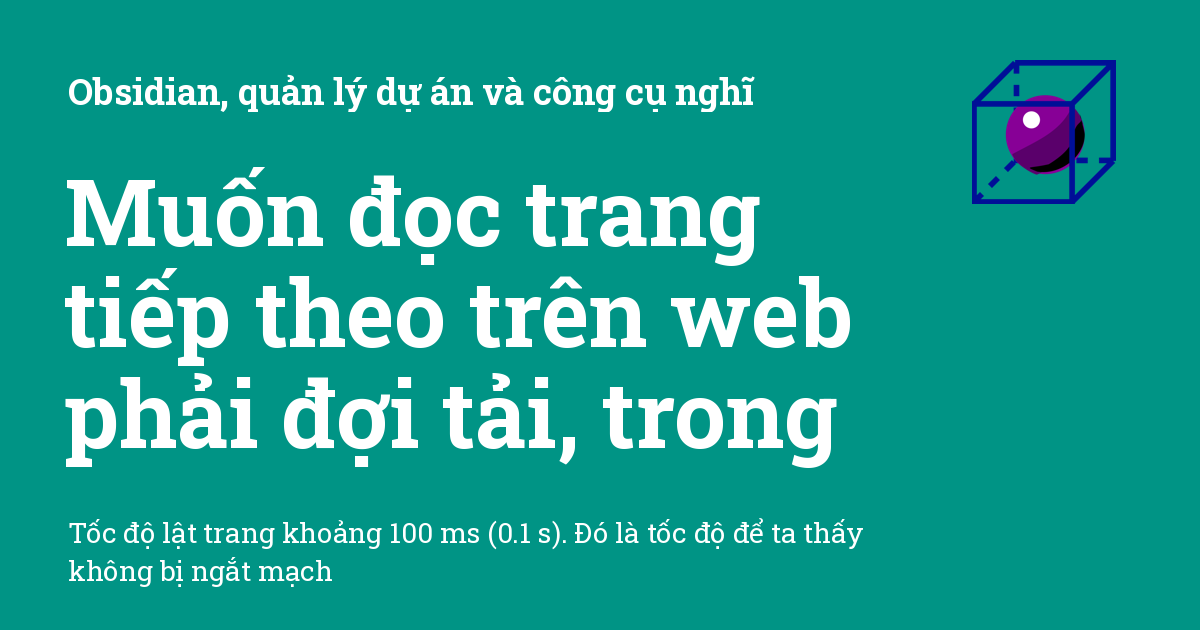 Obsidian, quản lý dự án và công cụ nghĩ
Muốn đọc trang
tiếp theo trên web
phải đợi tải, trong
Tốc độ lật trang khoảng 100 ms (0.1 s). Đó là tốc độ để ta thấy
không bị ngắt mạch